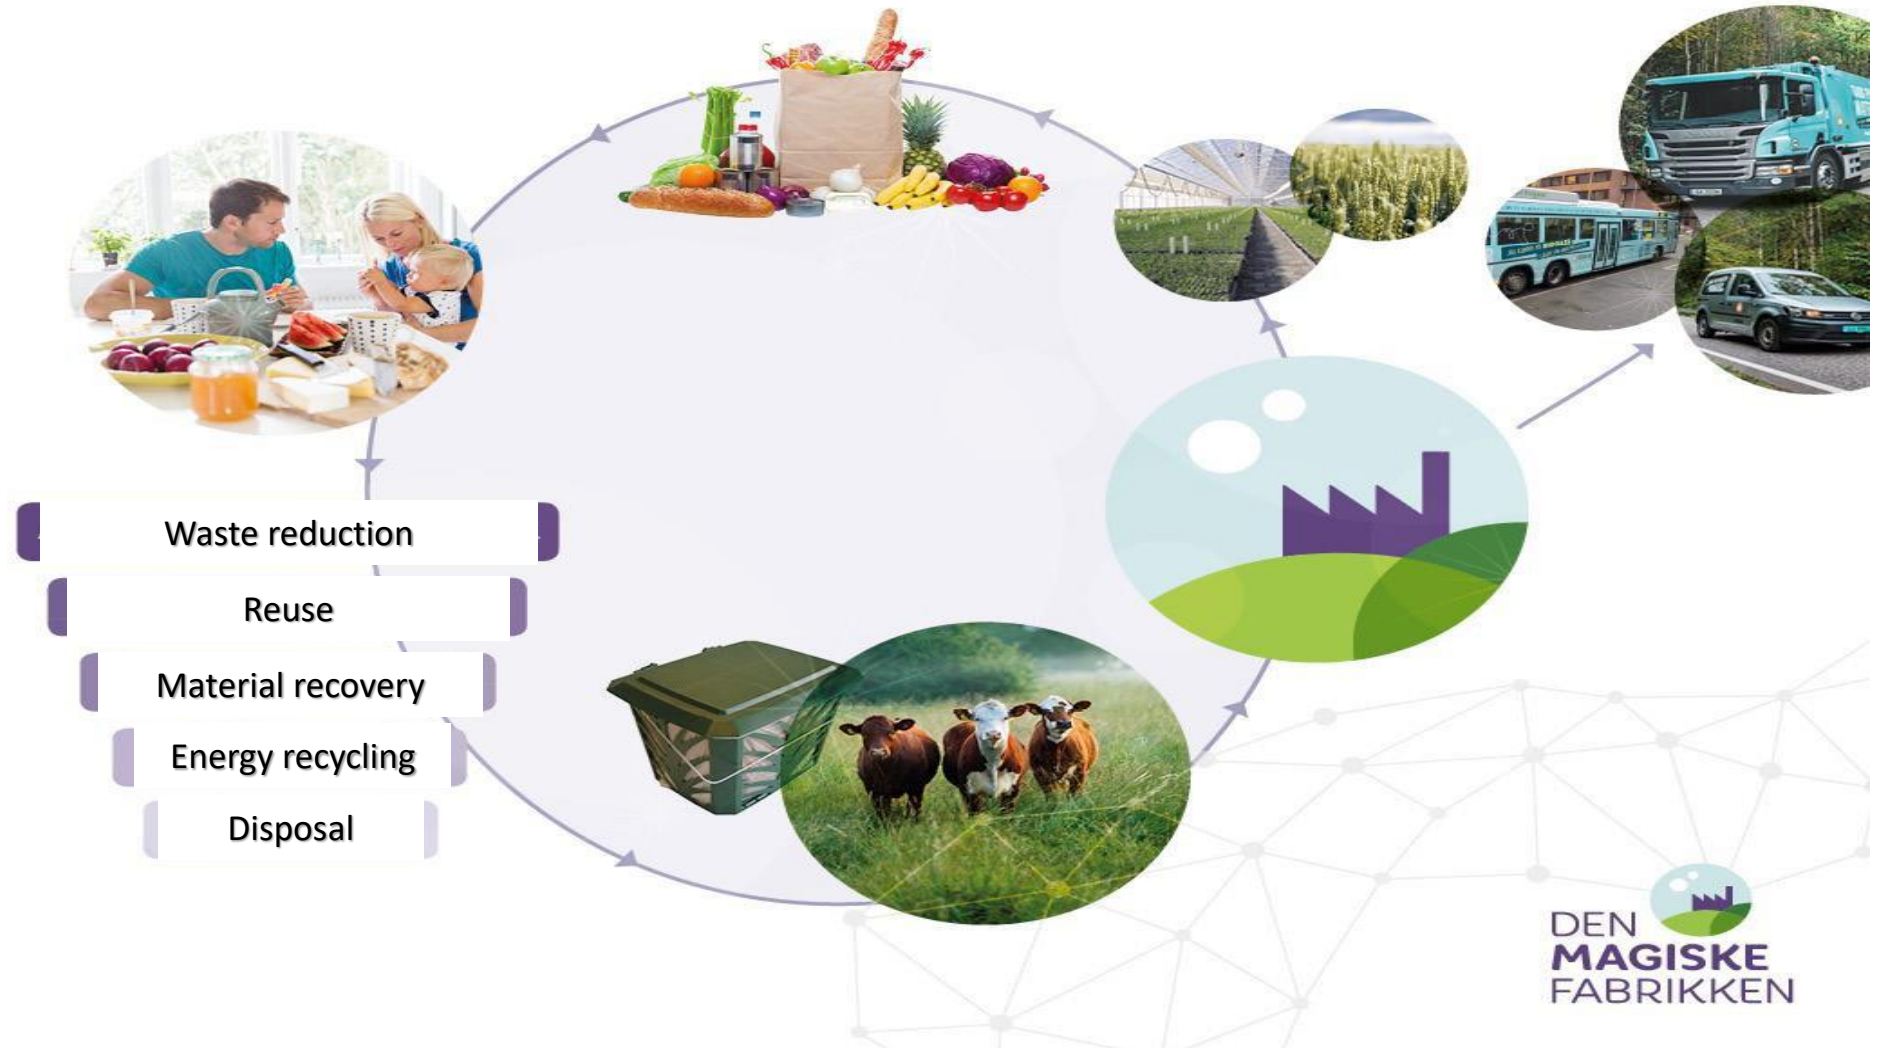 Waste reduction
Reuse
Material recovery
Energy recycling
Disposal
DEN
MAGISKE
FABRIKKEN